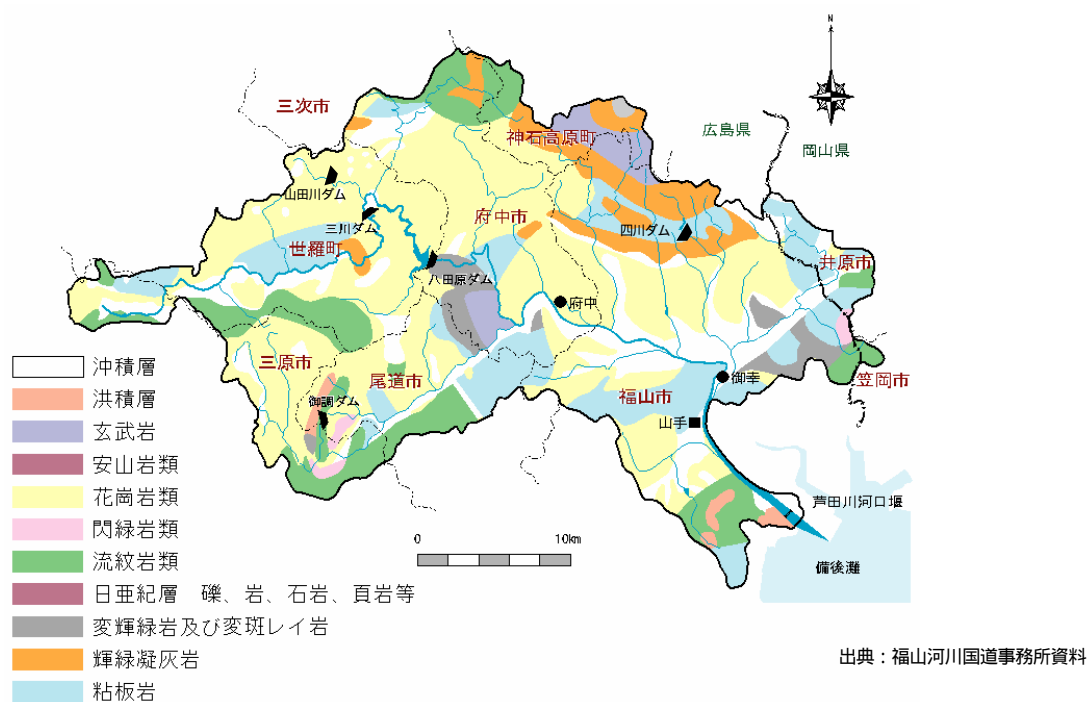 N
三次市
神石高原町
広島県
岡山県
山田川ダム
三川ダム
府中市
四川ダム
世羅町
八田原ダム
井原市
府中
三原市
尾道市
御調ダム
福山市
御幸
笠岡市
山手
芦田川河口堰
備後灘
0 10km
沖積層
洪積層
玄武岩
安山岩類
花崗岩類
閃緑岩類
流紋岩類
日亜紀層 礫、岩、石岩、頁岩等
変輝緑岩及び変斑レイ岩
輝緑凝灰岩
粘板岩
出典：福山河川国道事務所資料